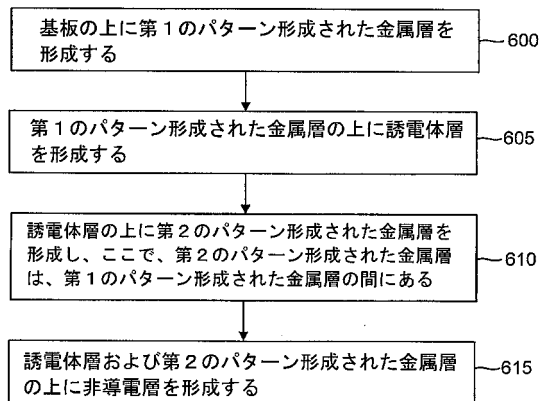 基板の上に第１のパターン形成された金属層を
形成する
600
第１のパターン形成された金属層の上に誘電体層
を形成する
605
誘電体層の上に第２のパターン形成された金属層を
形成し、ここで、第２のパターン形成された金属層
は、第１のパターン形成された金属層の間にある
610
誘電体層および第２のパターン形成された金属層
の上に非導電層を形成する
615